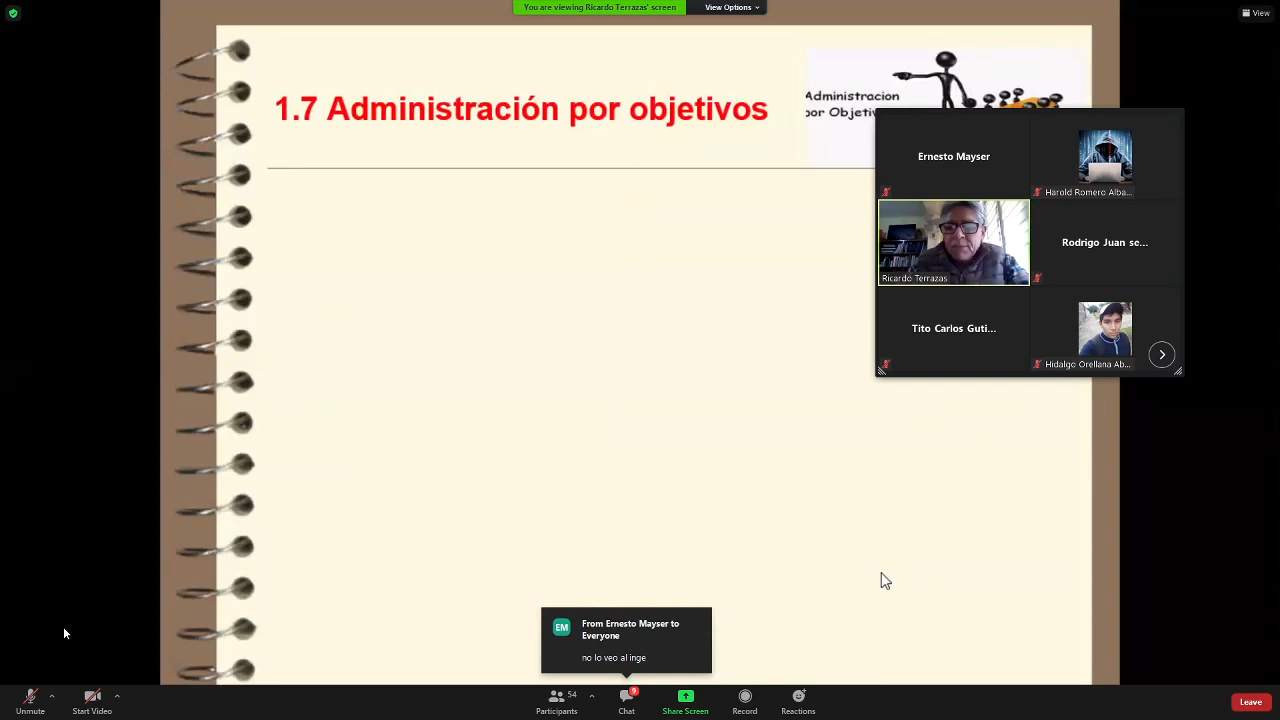 You are viewing Ricardo Terrazas' screen
View Options
View
1.7 Administración por objetivos
Administracion
por Objetiv
Ernesto Mayser
Harold Romero Alba...
Ricardo Terrazas
Rodrigo Juan se...
Tito Carlos Guti...
Hidalgo Orellana Ab...
EM
From Ernesto Mayser to
Everyone
no lo veo al inge
Unmute
Start Video
54
Participants
9
Chat
Share Screen
Record
Reactions
Leave